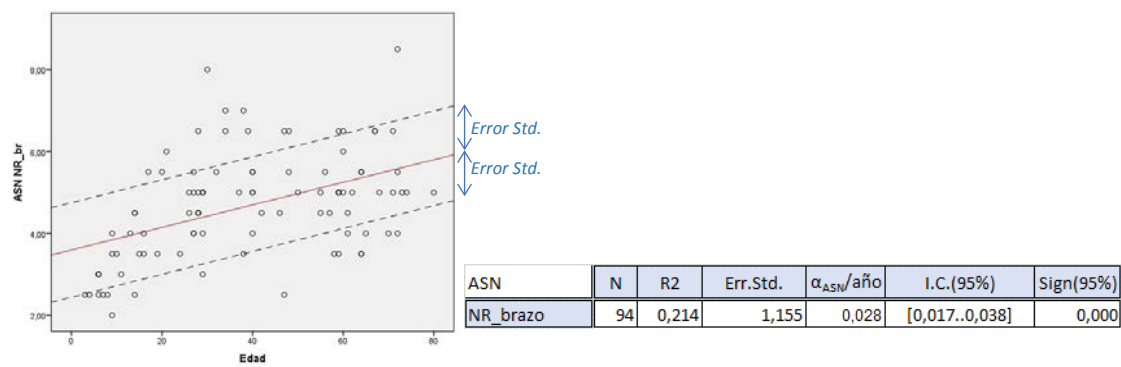 ASN NR_br
8,00
6,00
4,00
2,00
0 20 40 60 80
Edad
Error Std.
Error Std.
ASN N R2 Err.Std. αASN/año I.C.(95%) Sign(95%)
NR_brazo 94 0,214 1,155 0,028 [0,017..0,038] 0,000